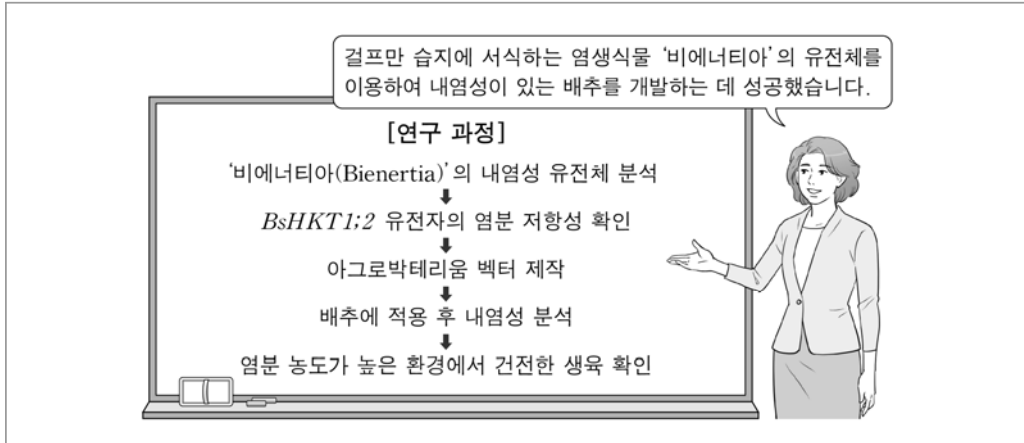 걸프만 습지에 서식하는 염생식물 ‘비에너티아’의 유전체를
이용하여 내염성이 있는 배추를 개발하는 데 성공했습니다.
[연구 과정]
‘비에너티아(Bienertia)’의 내염성 유전체 분석
BsHKT1;2 유전자의 염분 저항성 확인
아그로박테리움 벡터 제작
배추에 적용 후 내염성 분석
염분 농도가 높은 환경에서 건전한 생육 확인